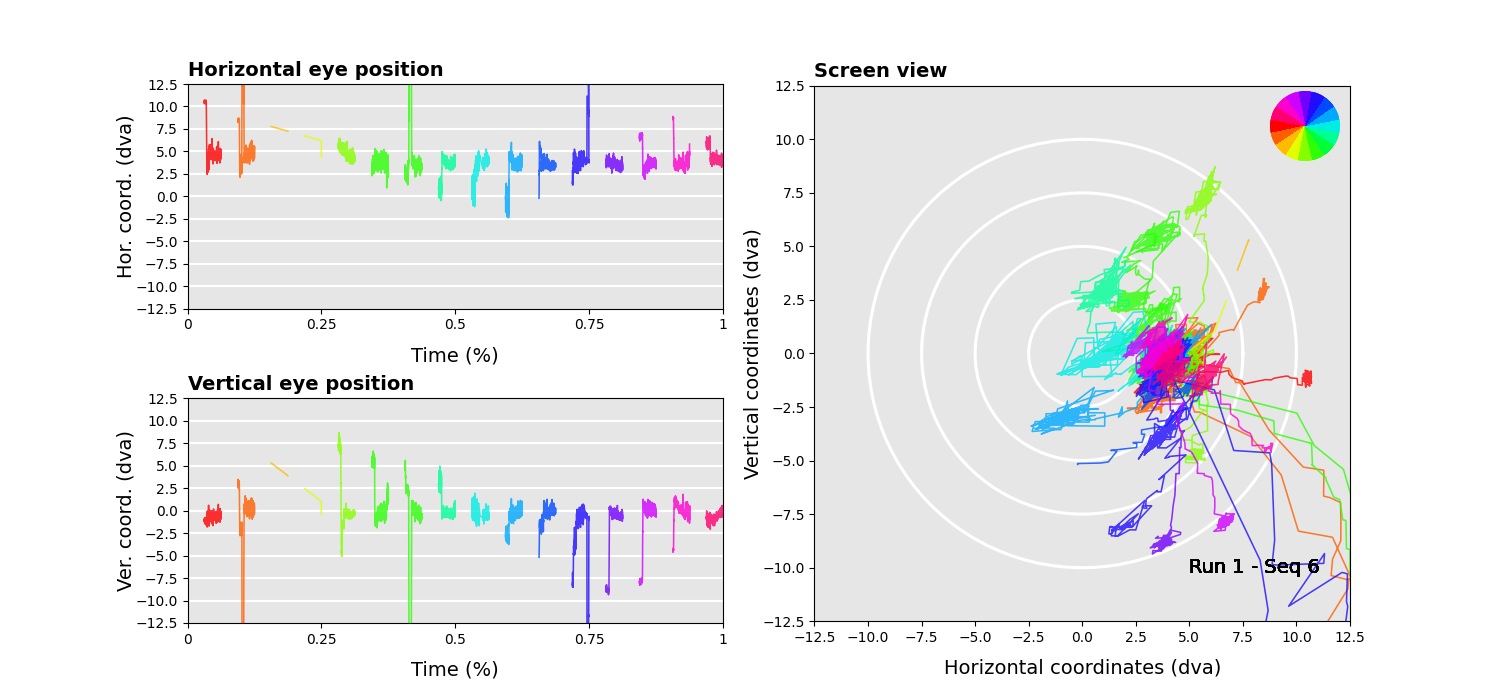 Horizontal eye position
12.5
10.0
7.5
5.0
2.5
0.0
−2.5
−5.0
−7.5
−10.0
−12.5
Hor. coord. (dva)
0 0.25 0.5 0.75 1
Time (%)
Vertical eye position
12.5
10.0
7.5
5.0
2.5
0.0
−2.5
−5.0
−7.5
−10.0
−12.5
Ver. coord. (dva)
0 0.25 0.5 0.75 1
Time (%)
Screen view
12.5
10.0
7.5
5.0
2.5
0.0
−2.5
−5.0
−7.5
−10.0
−12.5
Vertical coordinates (dva)
Run 1 - Seq 6
−12.5 −10.0 −7.5 −5.0 −2.5 0.0 2.5 5.0 7.5 10.0 12.5
Horizontal coordinates (dva)